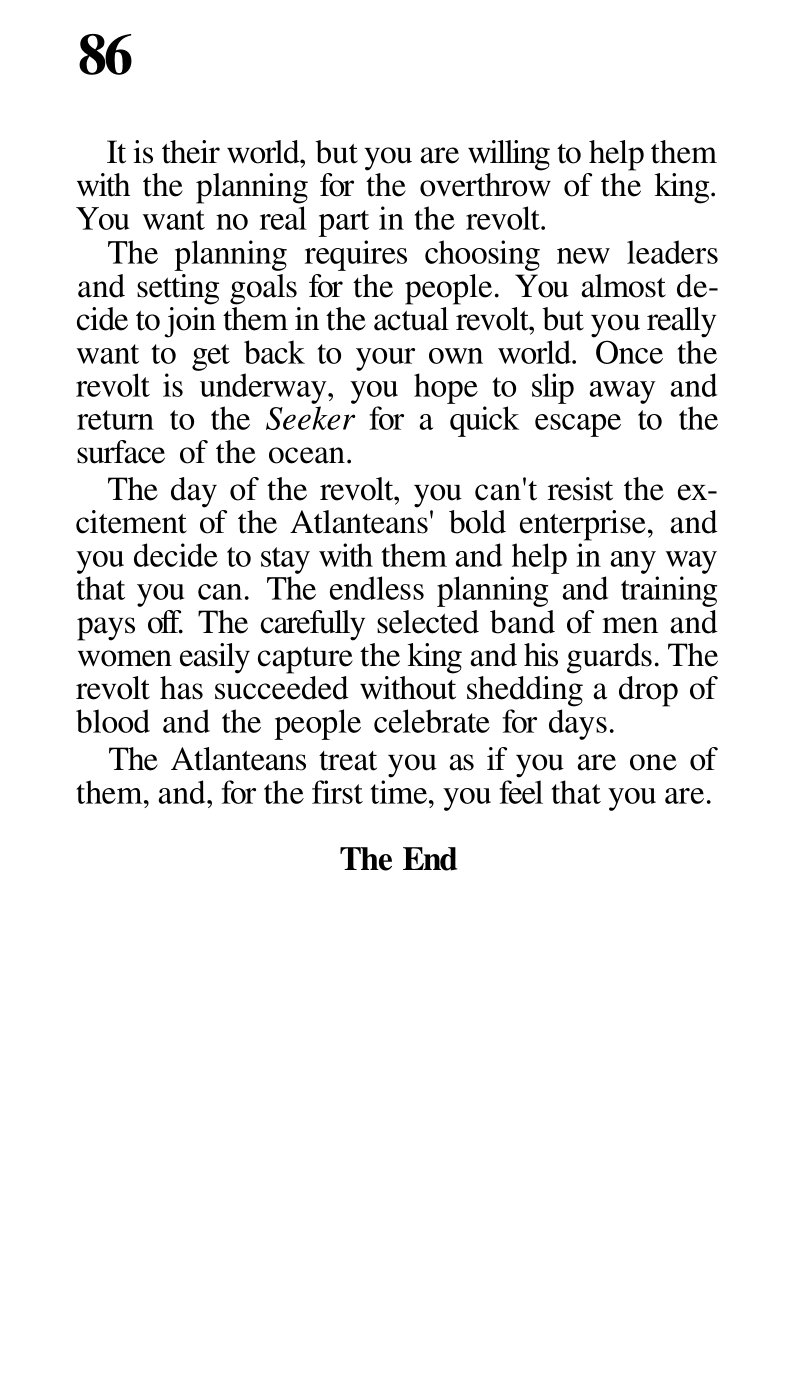 86
It is their world, but you are willing to help them
with the planning for the overthrow of the king.
You want no real part in the revolt.
The planning requires choosing new leaders
and setting goals for the people. You almost de-
cide to join them in the actual revolt, but you really
want to get back to your own world. Once the
revolt is underway, you hope to slip away and
return to the Seeker for a quick escape to the
surface of the ocean.
The day of the revolt, you can't resist the ex-
citement of the Atlanteans' bold enterprise, and
you decide to stay with them and help in any way
that you can. The endless planning and training
pays off. The carefully selected band of men and
women easily capture the king and his guards. The
revolt has succeeded without shedding a drop of
blood and the people celebrate for days.
The Atlanteans treat you as if you are one of
them, and, for the first time, you feel that you are.
The End